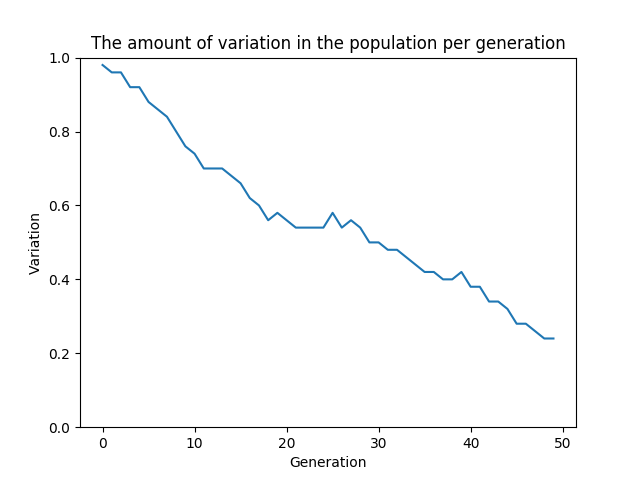 The amount of variation in the population per generation
1.0
0.8
0.6
0.4
0.2
0.0
Variation
0 10 20 30 40 50
Generation